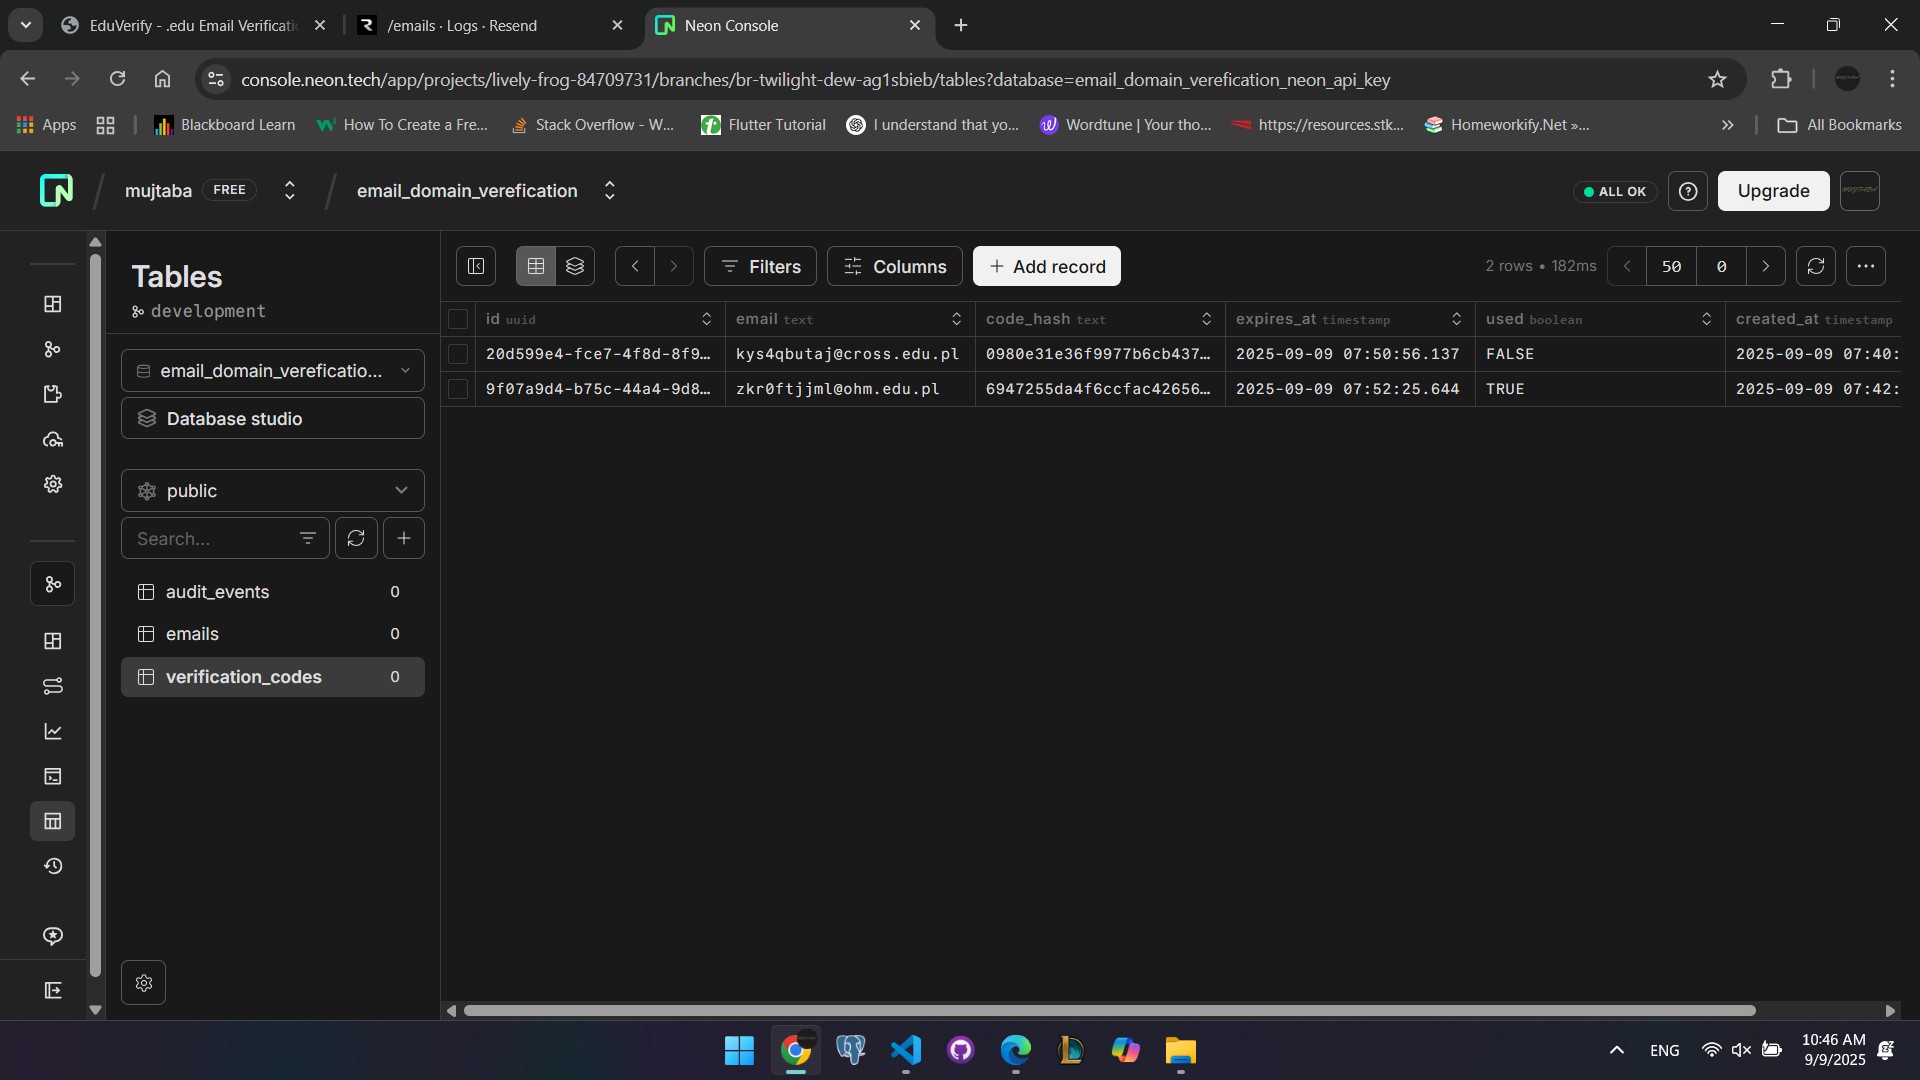 EduVerify - .edu Email Verificati
/emails · Logs · Resend
Neon Console
console.neon.tech/app/projects/lively-frog-84709731/branches/br-twilight-dew-ag1sbieb/tables?database=email_domain_verefication_neon_api_key
Apps
Blackboard Learn
How To Create a Fre...
Stack Overflow - W...
Flutter Tutorial
I understand that yo...
Wordtune | Your tho...
https://resources.stk...
Homeworkify.Net »...
»
All Bookmarks
mujtaba FREE
email_domain_verefication
ALL OK
Upgrade
Tables
development
email_domain_vereficatio...
Database studio
public
Search...
audit_events 0
emails 0
verification_codes 0
Filters
Columns
+ Add record
2 rows • 182ms
50
0
id uuid email text code_hash text expires_at timestamp used boolean created_at timestamp
20d599e4-fce7-4f8d-8f9... kys4qbutaj@cross.edu.pl 0980e31e36f9977b6cb437... 2025-09-09 07:50:56.137 FALSE 2025-09-09 07:40:
9f07a9d4-b75c-44a4-9d8... zkr0ftjjml@ohm.edu.pl 6947255da4f6ccfac42656... 2025-09-09 07:52:25.644 TRUE 2025-09-09 07:42:
ENG
10:46 AM
9/9/2025